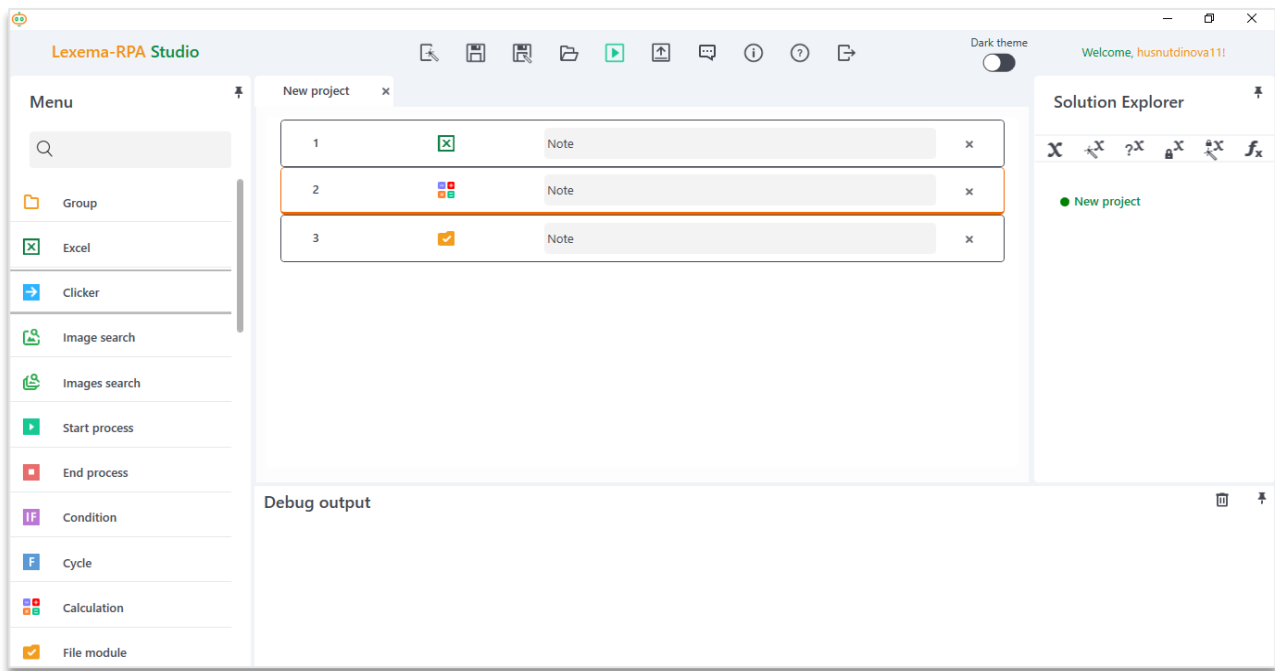 Lexema-RPA Studio
Dark theme
Welcome, husnutdinova11!
Menu
Group
Excel
Clicker
Image search
Images search
Start process
End process
IF Condition
F Cycle
Calculation
File module
New project
1 Note
2 Note
3 Note
Debug output
Solution Explorer
x x ?x x x fx
New project